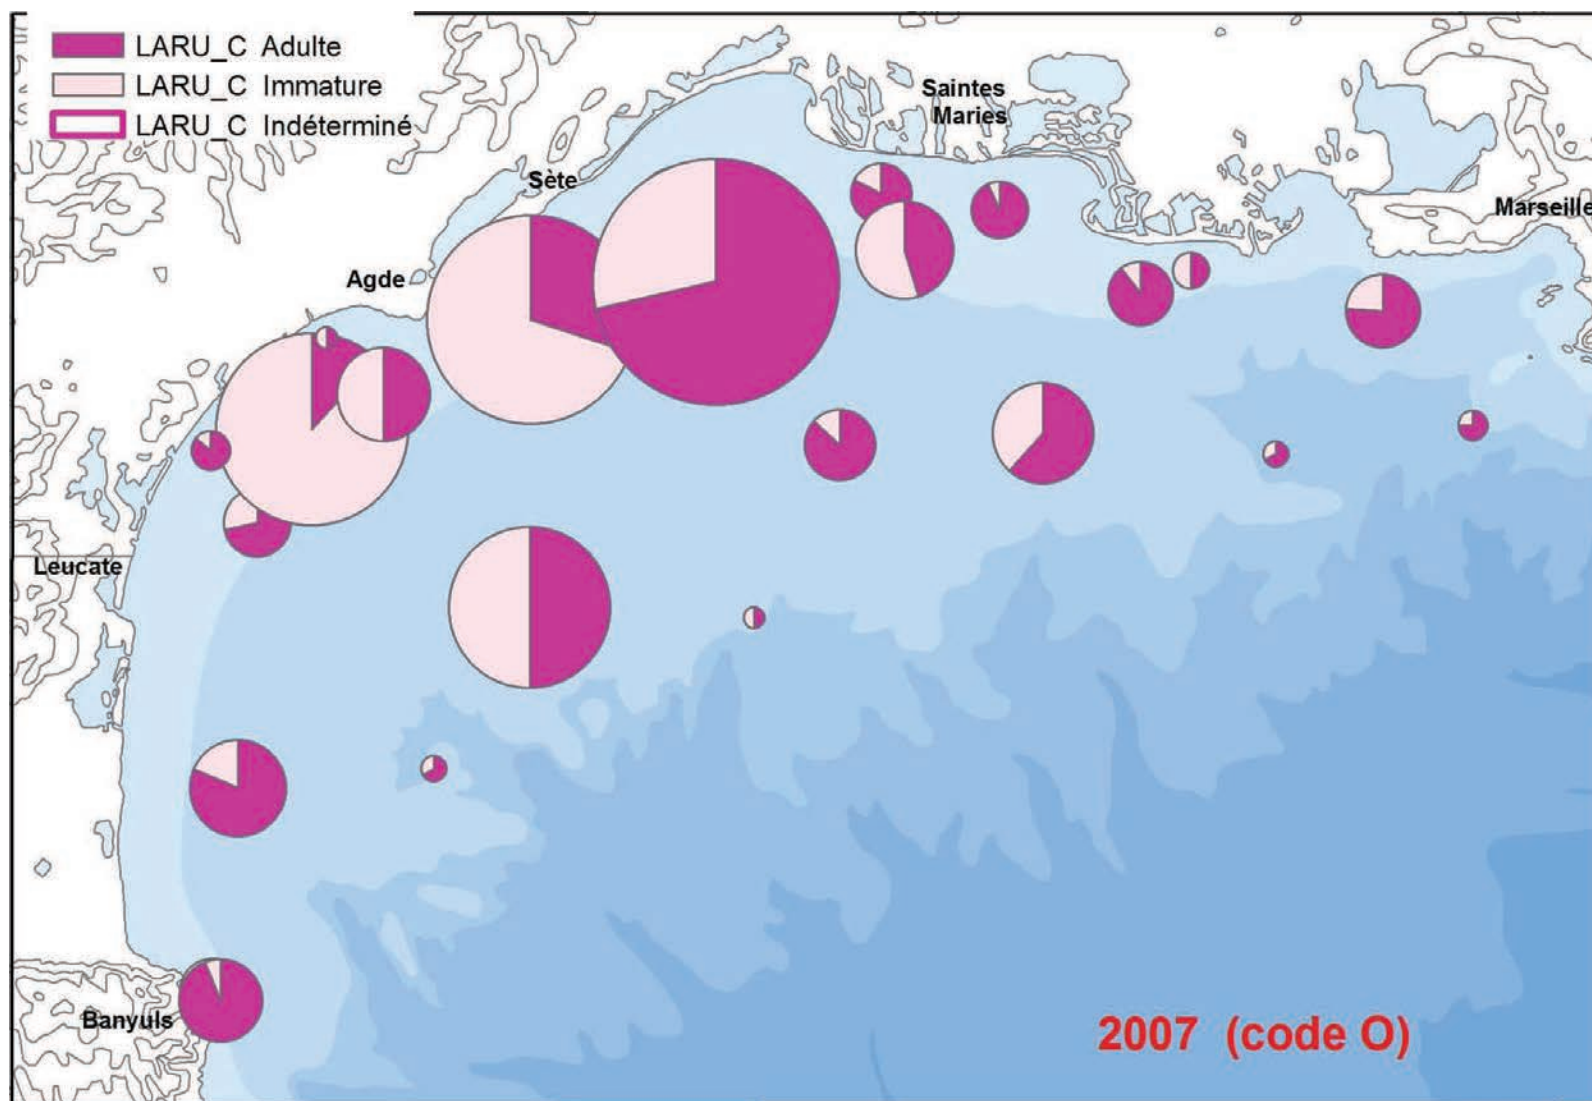 LARU_C Adulte
LARU_C Immature
LARU_C Indéterminé
Saintes
Maries
Sète
Marseille
Agde
Leucate
Banyuls
2007 (code O)